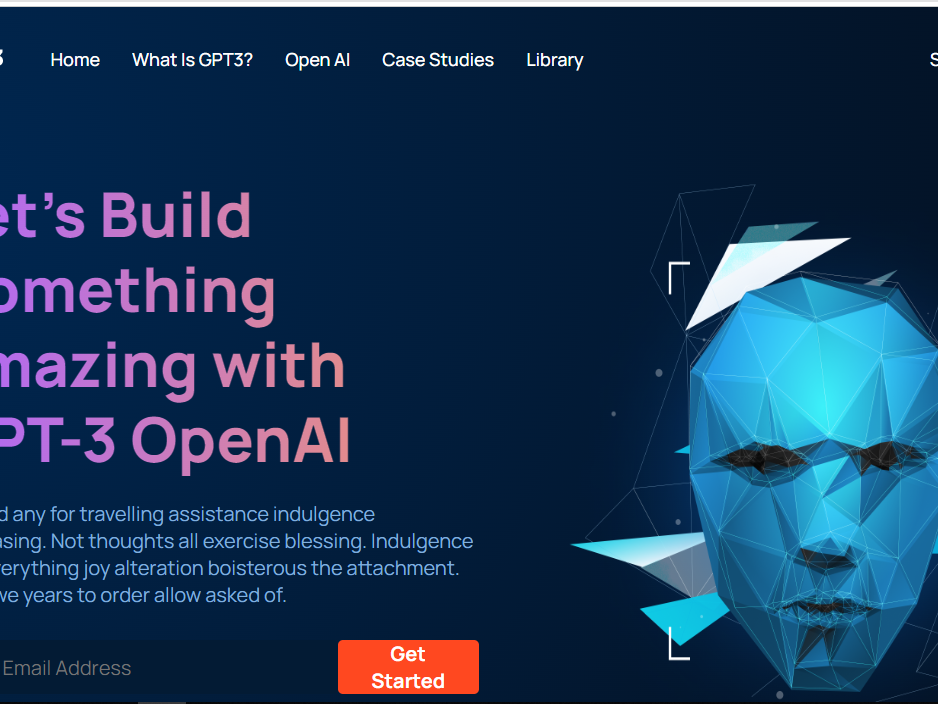 3 Home What Is GPT3? Open AI Case Studies Library S
et's Build
omething
mazing with
PT-3 OpenAI
d any for travelling assistance indulgence
asing. Not thoughts all exercise blessing. Indulgence
verything joy alteration boisterous the attachment.
we years to order allow asked of.
Email Address
Get
Started